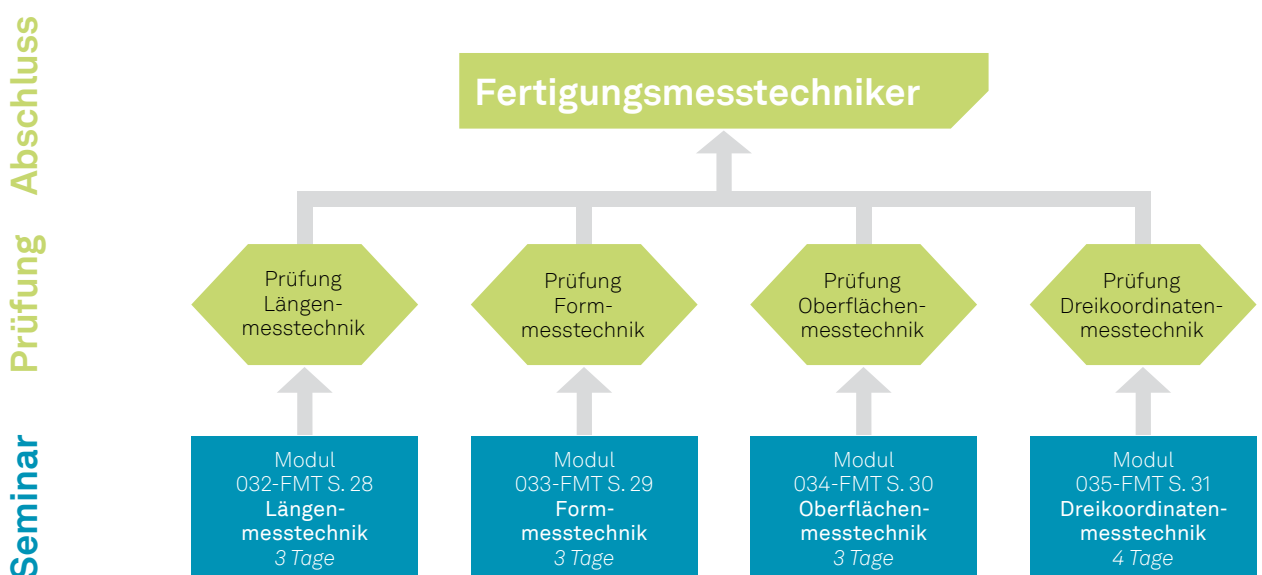 Abschluss
Fertigungsmesstechniker
Prüfung
Prüfung
Längen-
messtechnik
Prüfung
Form-
messtechnik
Prüfung
Oberflächen-
messtechnik
Prüfung
Dreikoordinaten-
messtechnik
Seminar
Modul
032-FMT S. 28
Längen-
messtechnik
3 Tage
Modul
033-FMT S. 29
Form-
messtechnik
3 Tage
Modul
034-FMT S. 30
Oberflächen-
messtechnik
3 Tage
Modul
035-FMT S. 31
Dreikoordinaten-
messtechnik
4 Tage